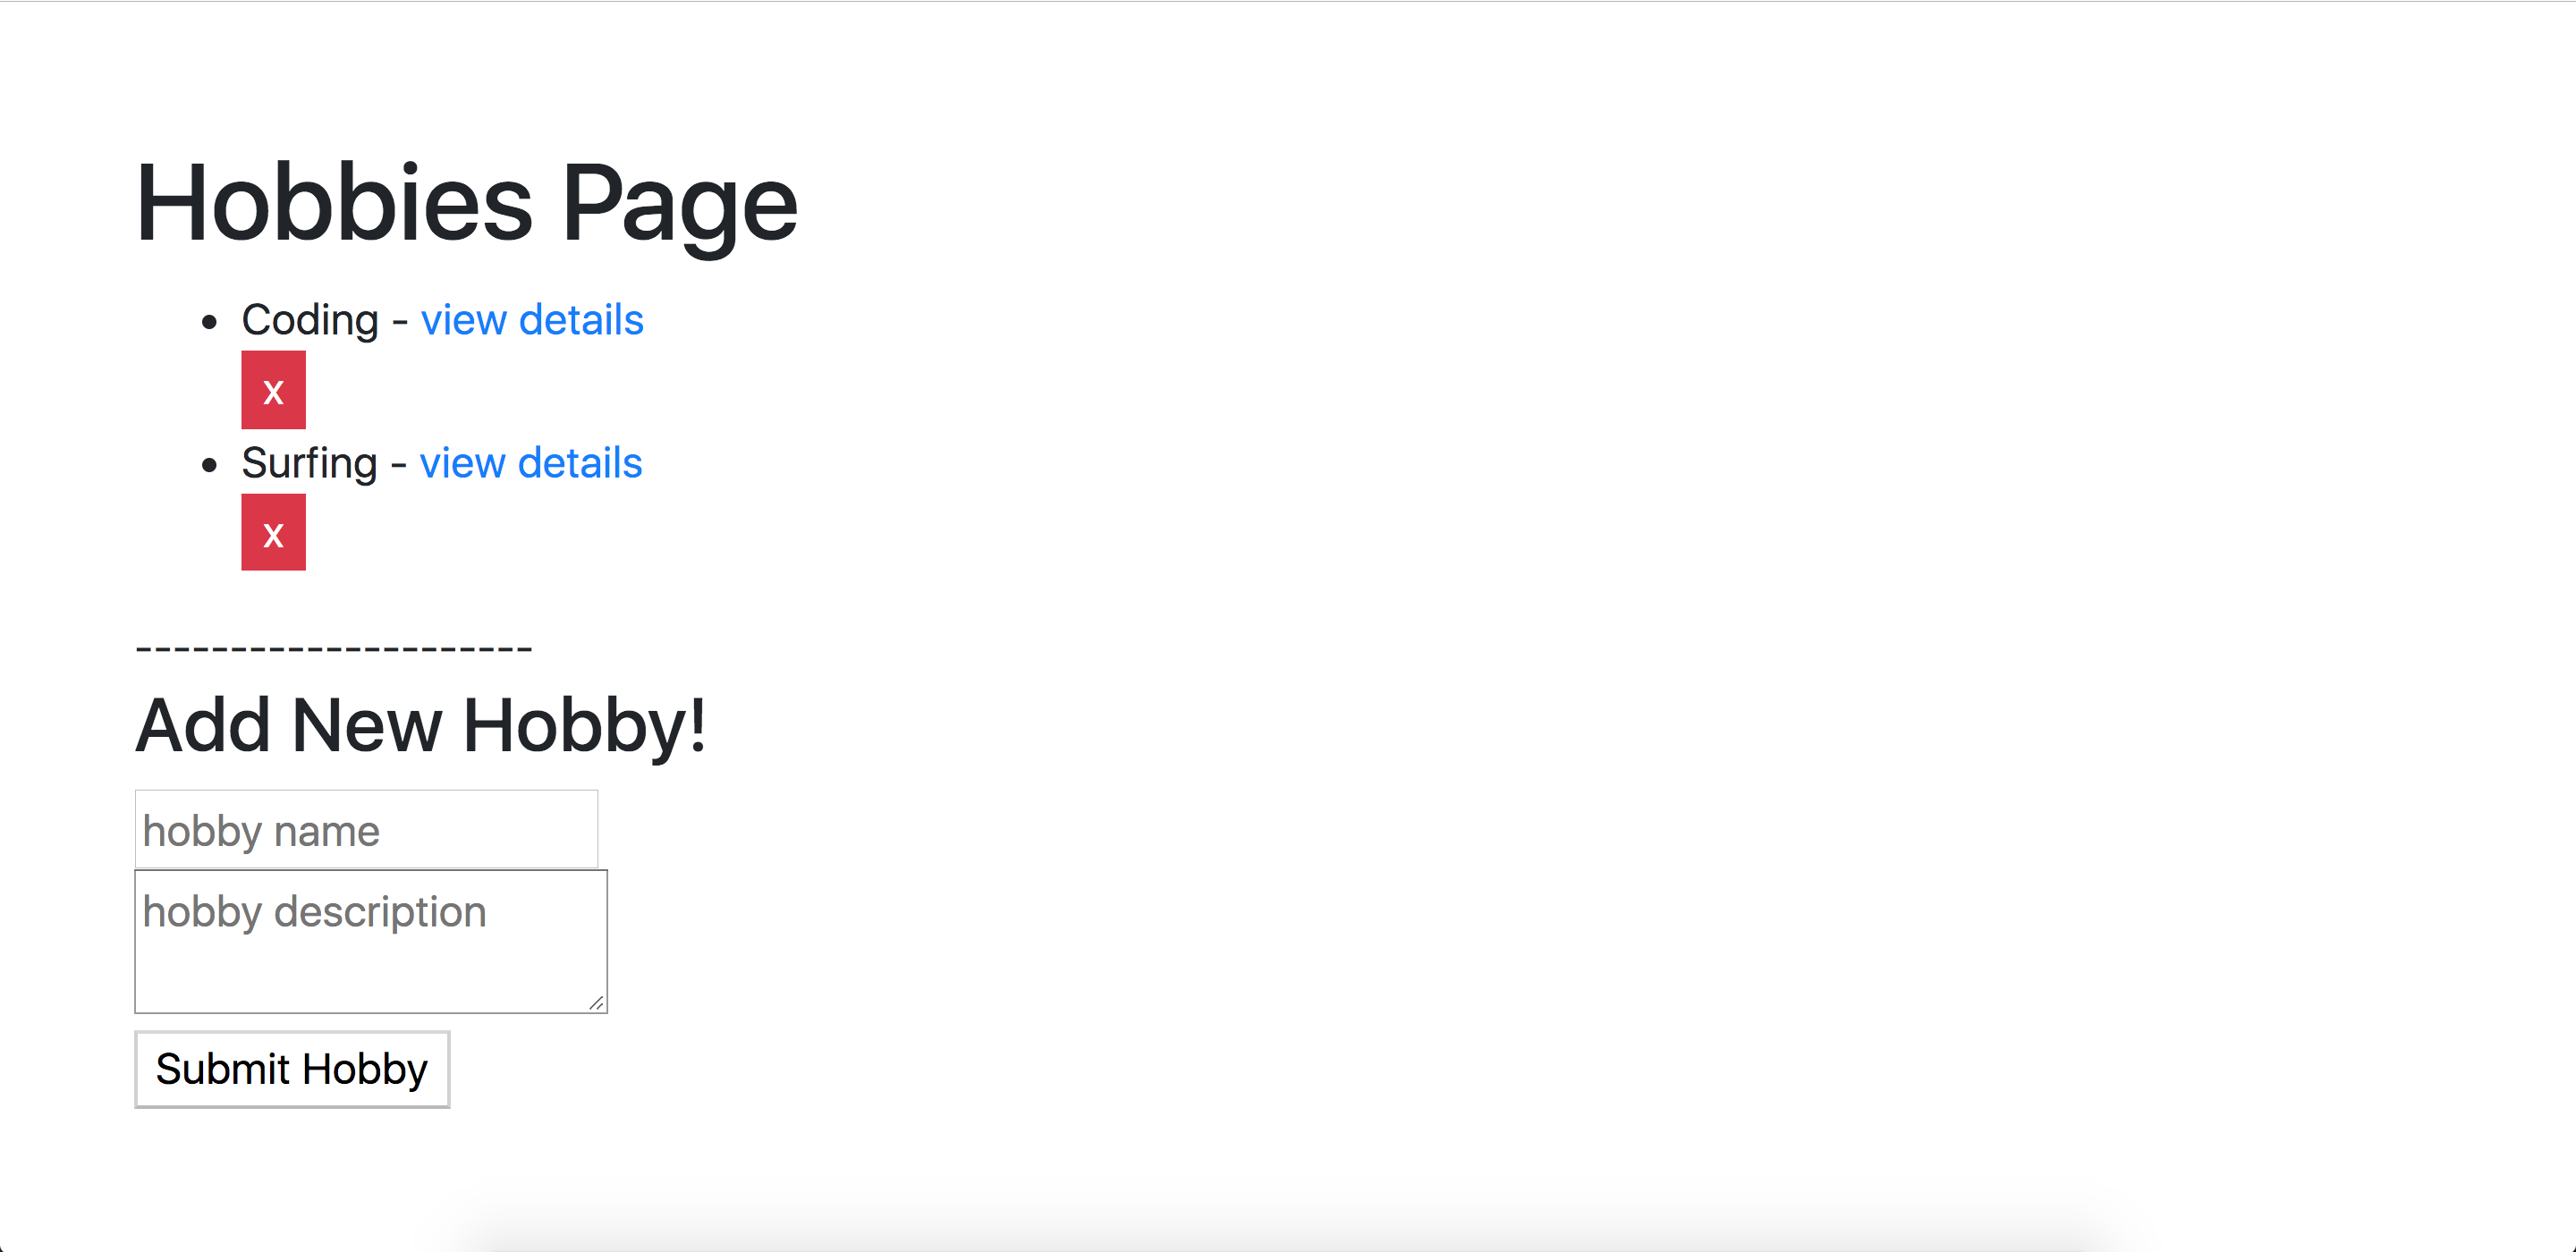 Hobbies Page
Coding - view details
x
Surfing - view details
x
---------------------
Add New Hobby!
hobby name
hobby description
Submit Hobby